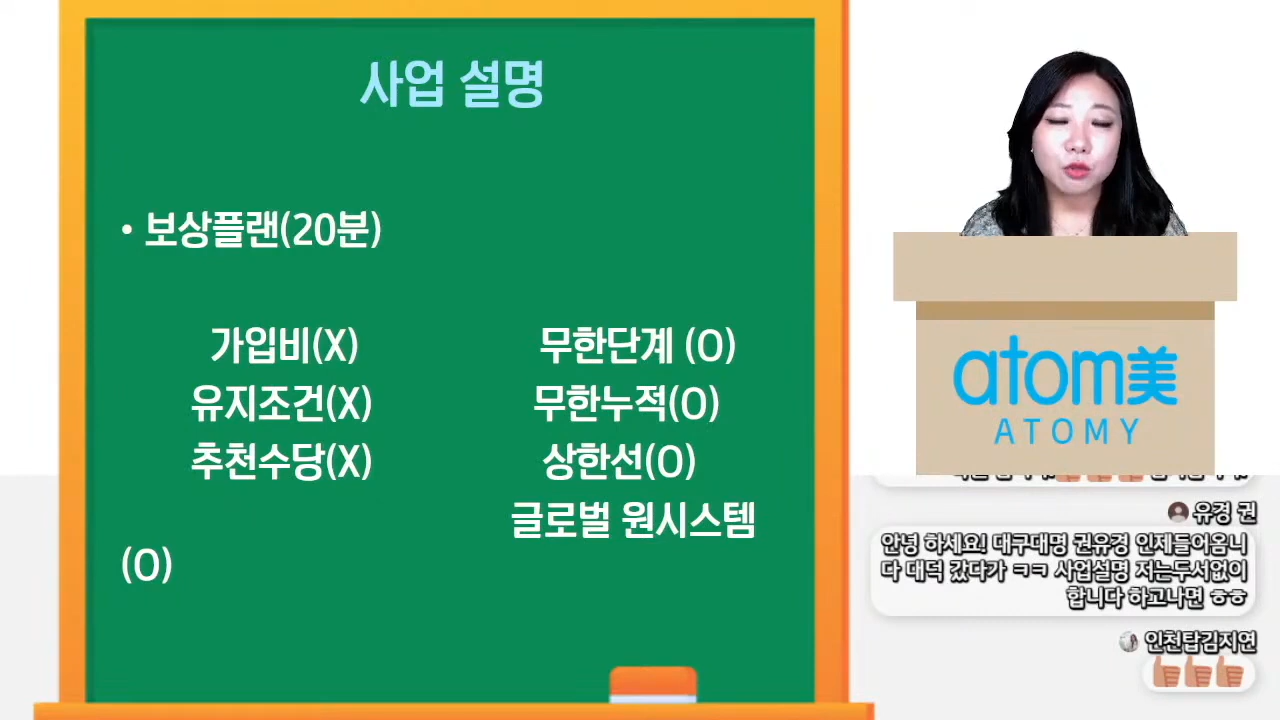 사업 설명
• 보상플랜(20분)
가입비(X) 무한단계 (O)
유지조건(X) 무한누적(O)
추천수당(X) 상한선(O)
글로벌 원시스템
(O)
atom美
ATOMY
유경 권
안녕 하세요! 대구대명 권유경 인제들어옴니
다 대덕 갔다가 ㅋㅋ 사업설명 저는두서없이
합니다 하고나면 ㅎㅎ
인천탑김지연